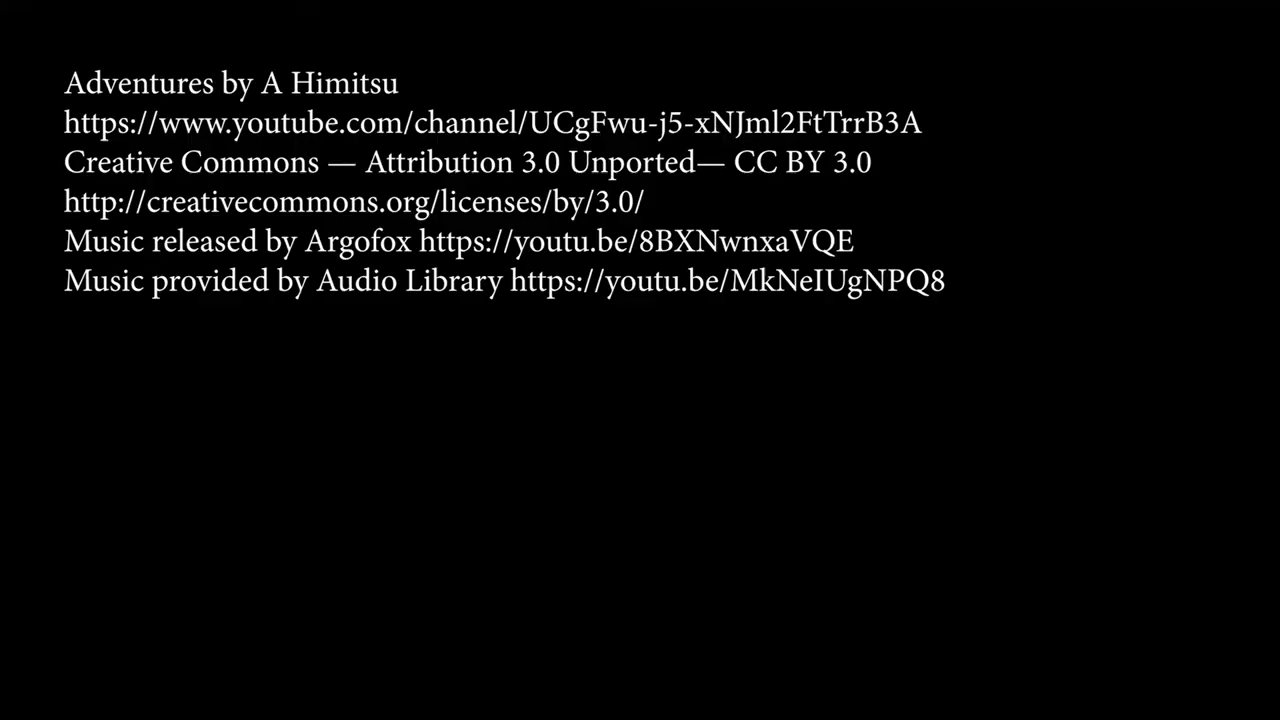 Adventures by A Himitsu
https://www.youtube.com/channel/UCgFwu-j5-xNJml2FtTrrB3A
Creative Commons — Attribution 3.0 Unported— CC BY 3.0
http://creativecommons.org/licenses/by/3.0/
Music released by Argofox https://youtu.be/8BXNwnxaVQE
Music provided by Audio Library https://youtu.be/MkNeIUgNPQ8